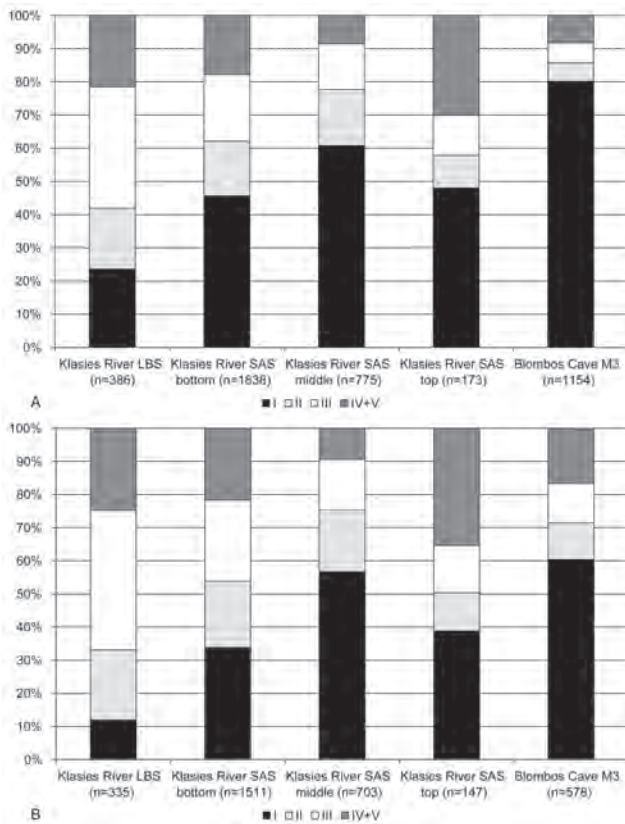 100%
90%
80%
70%
60%
50%
40%
30%
20%
10%
0%
Klasies River LBS Klasies River SAS Klasies River SAS Klasies River SAS Blombos Cave M3
(n=386) bottom (n=1838) middle (n=775) top (n=173) (n=1154)
A
I II III IV+V
100%
90%
80%
70%
60%
50%
40%
30%
20%
10%
0%
Klasies River LBS Klasies River SAS Klasies River SAS Klasies River SAS Blombos Cave M3
(n=335) bottom (n=1511) middle (n=703) top (n=147) (n=578)
B
I II III IV+V